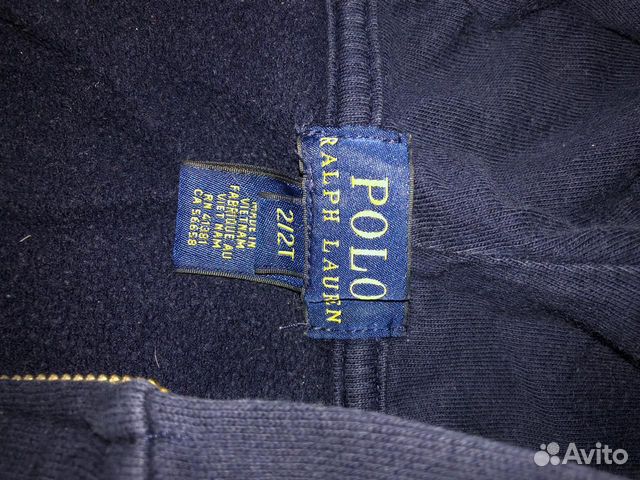 POLO
RALPH LAUREN
2/2T
MADE IN
VIETNAM
FABRIQUE AU
VIET NAM
RN 41381
CA 56658
Avito